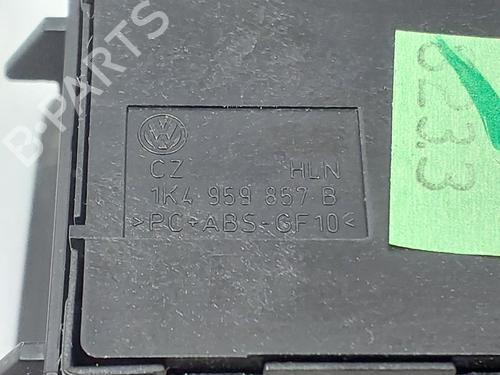 B-PARTS
CZ HLN
1K4 959 857 B
>PC+ABS-GF10<
6233